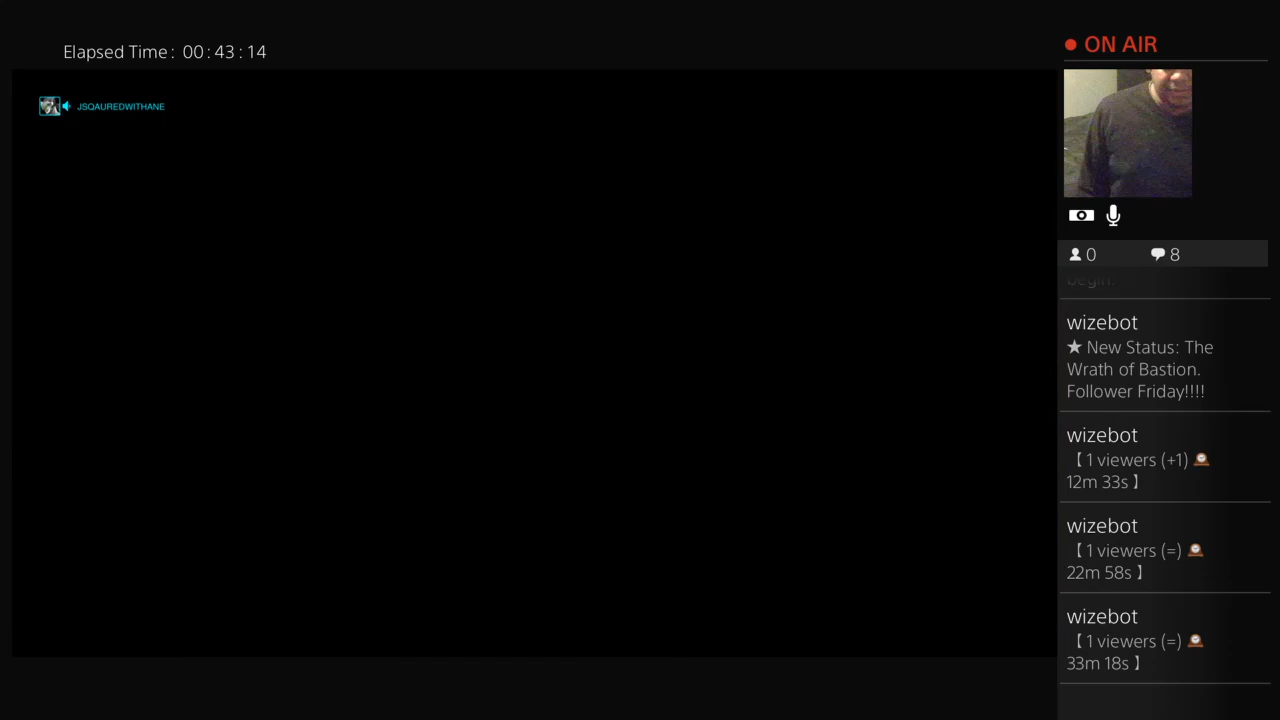 Elapsed Time: 00:43:14
ON AIR
JSQAUREDWITHANE
0 8
begin.
wizebot
★ New Status: The
Wrath of Bastion.
Follower Friday!!!!
wizebot
【1 viewers (+1) 🕰
12m 33s】
wizebot
【1 viewers (=) 🕰
22m 58s】
wizebot
【1 viewers (=) 🕰
33m 18s】